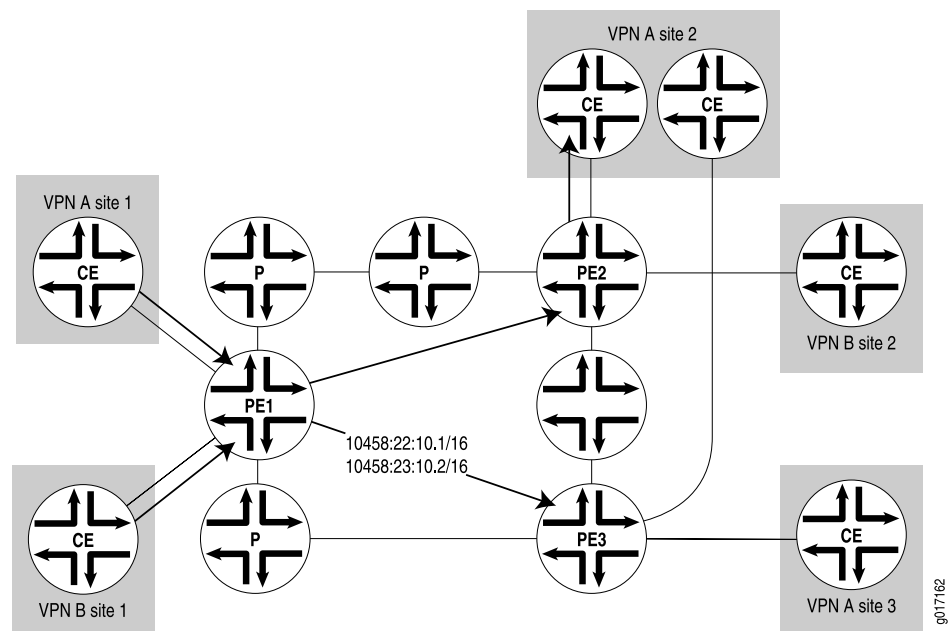 VPN A site 2
CE
CE
VPN A site 1
CE
P
P
PE2
CE
VPN B site 2
PE1
10458:22:10.1/16
10458:23:10.2/16
CE
VPN B site 1
P
PE3
CE
VPN A site 3
g017162